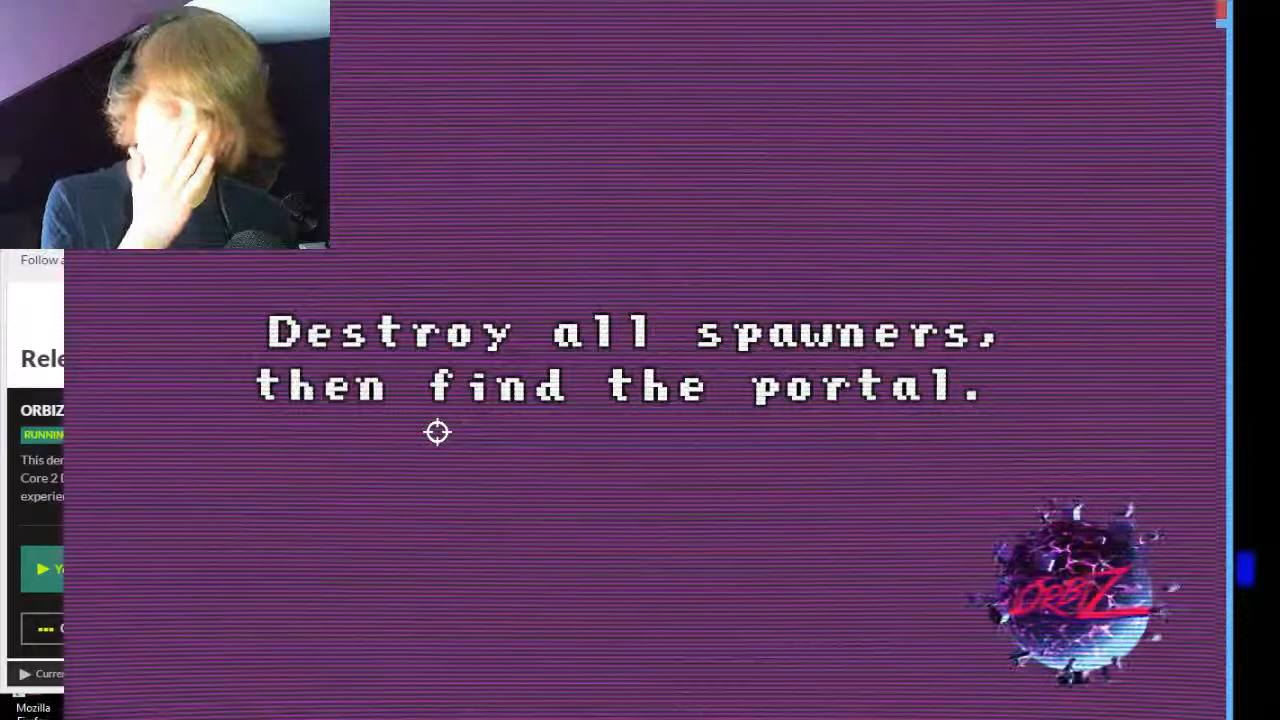 Follow
Rele
Destroy all spawners,
then find the portal.
ORBIZ
RUNNIN
This der
Core 2
experie
ORBIZ
Curre
Mozilla